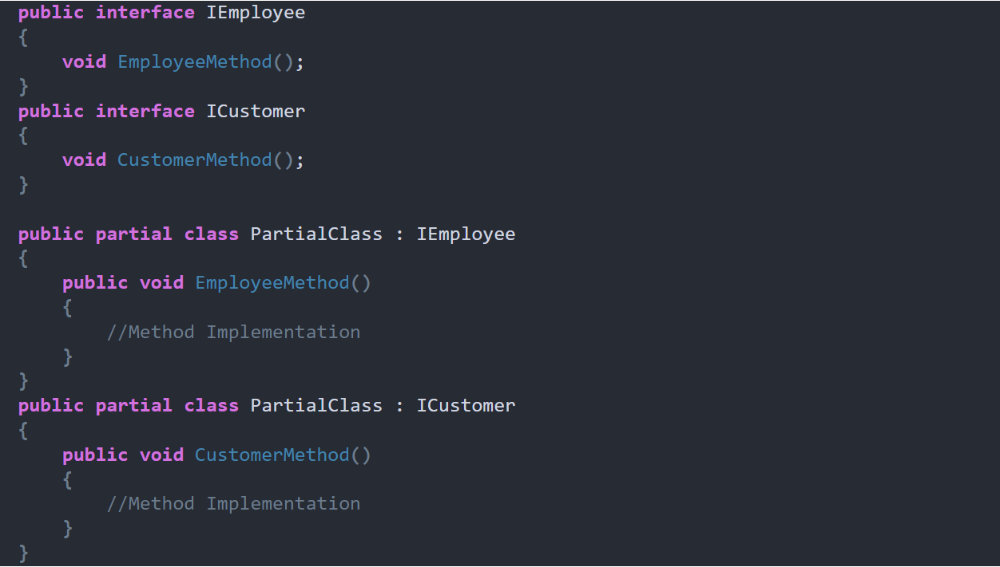 public interface IEmployee
{
    void EmployeeMethod();
}
public interface ICustomer
{
    void CustomerMethod();
}

public partial class PartialClass : IEmployee
{
    public void EmployeeMethod()
    {
        //Method Implementation
    }
}
public partial class PartialClass : ICustomer
{
    public void CustomerMethod()
    {
        //Method Implementation
    }
}